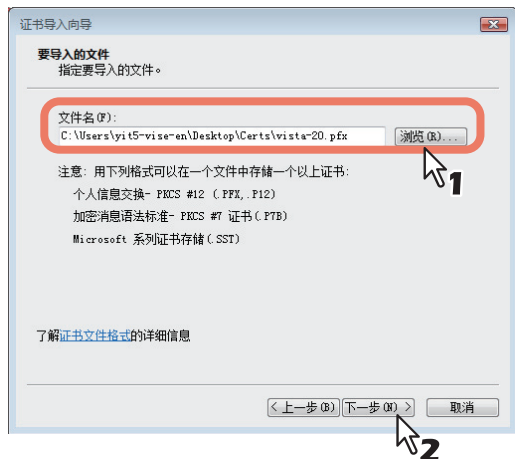 证书导入向导
要导入的文件
指定要导入的文件。
文件名(F):
C:\Users\yit5-vise-en\Desktop\Certs\vista-20.pfx
浏览(R)...
1
注意: 用下列格式可以在一个文件中存储一个以上证书:
个人信息交换- PKCS #12 (.PFX,.P12)
加密消息语法标准- PKCS #7 证书(.P7B)
Microsoft 系列证书存储(.SST)
了解证书文件格式的详细信息
< 上一步(B) 下一步(N) > 取消
2